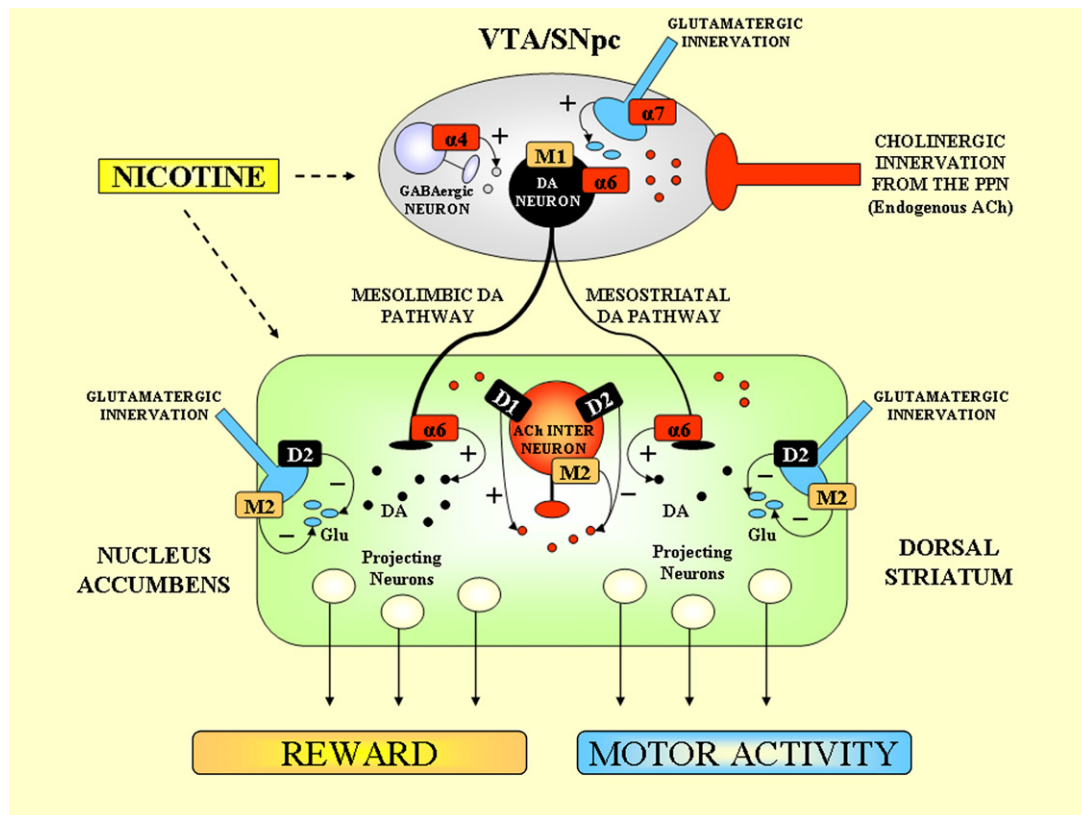 VTA/SNpc
GLUTAMATERGIC
INNERVATION
α7
+
α4
+
M1
α6
DA
NEURON
GABAergic
NEURON
CHOLINERGIC
INNERVATION
FROM THE PPN
(Endogenous ACh)
NICOTINE
MESOLIMBIC DA
PATHWAY
MESOSTRIATAL
DA PATHWAY
GLUTAMATERGIC
INNERVATION
D2
M2
–
–
Glu
α6
+
DA
D1
D2
ACh INTER
NEURON
M2
+
–
α6
+
DA
GLUTAMATERGIC
INNERVATION
D2
M2
–
–
Glu
NUCLEUS
ACCUMBENS
Projecting
Neurons
Projecting
Neurons
DORSAL
STRIATUM
REWARD
MOTOR ACTIVITY